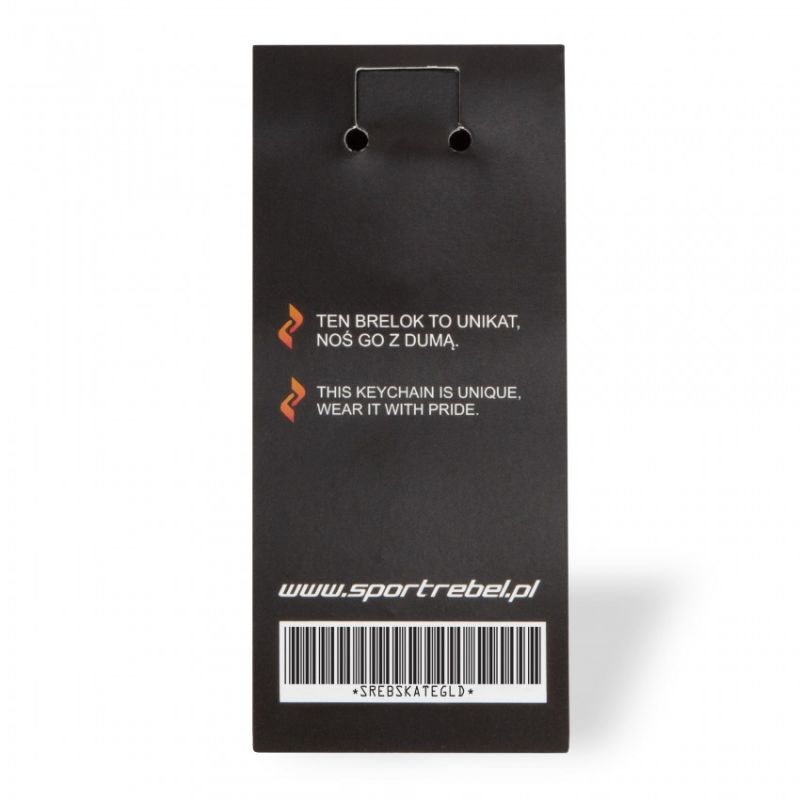 TEN BRELOK TO UNIKAT,
NOŚ GO Z DUMĄ.
THIS KEYCHAIN IS UNIQUE,
WEAR IT WITH PRIDE.
www.sportrebel.pl
*SREBSKATEGLD*